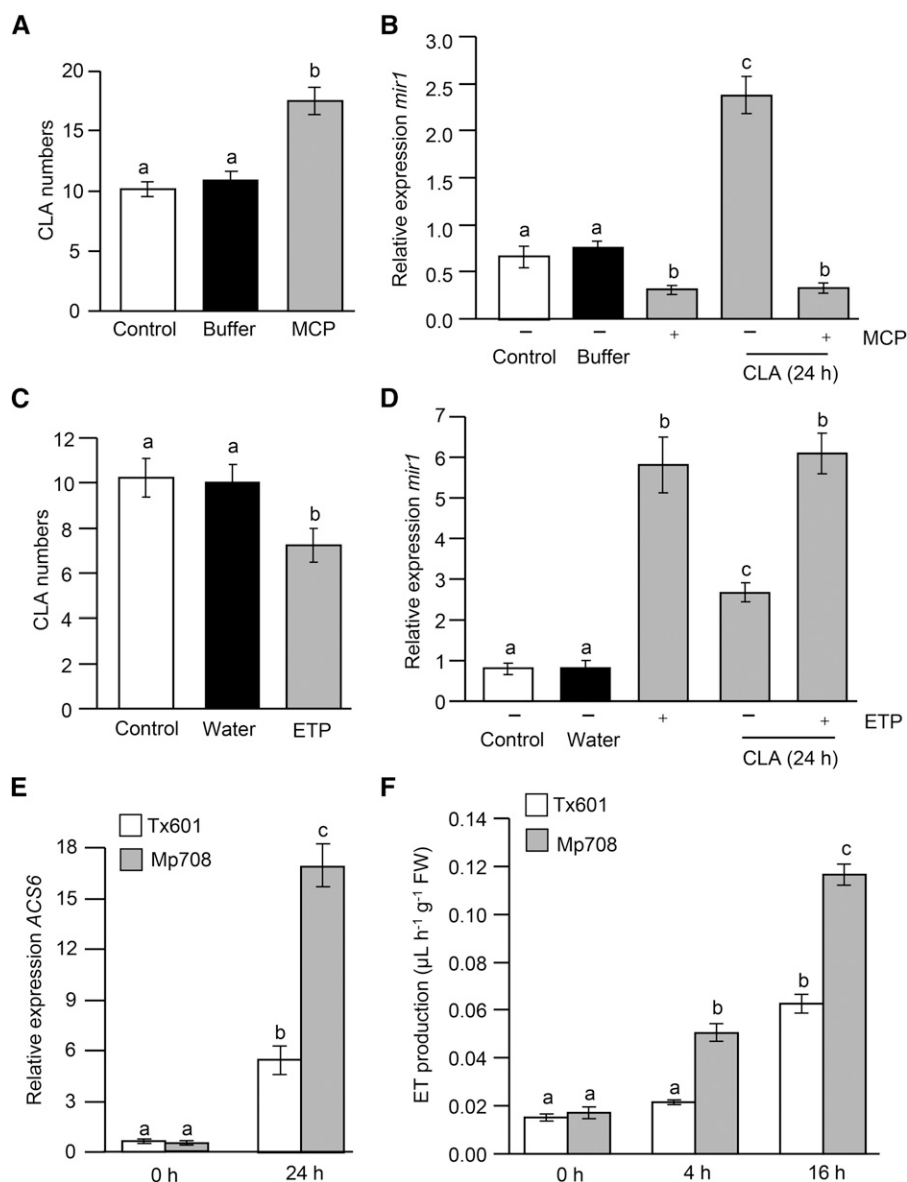 A
CLA numbers
20
15
10
5
0
a
a
b
Control Buffer MCP
B
Relative expression mir1
3.0
2.5
2.0
1.5
1.0
0.5
0.0
a
a
b
c
b
– – + – + MCP
Control Buffer CLA (24 h)
C
CLA numbers
12
10
8
6
4
2
0
a
a
b
Control Water ETP
D
Relative expression mir1
7
6
5
4
3
2
1
0
a
a
b
c
b
– – + – + ETP
Control Water CLA (24 h)
E
Tx601
Mp708
Relative expression ACS6
18
15
12
9
6
3
0
a
a
b
c
0 h 24 h
F
Tx601
Mp708
ET production (µL h⁻¹ g⁻¹ FW)
0.14
0.12
0.10
0.08
0.06
0.04
0.02
0.00
a
a
a
b
b
c
0 h 4 h 16 h